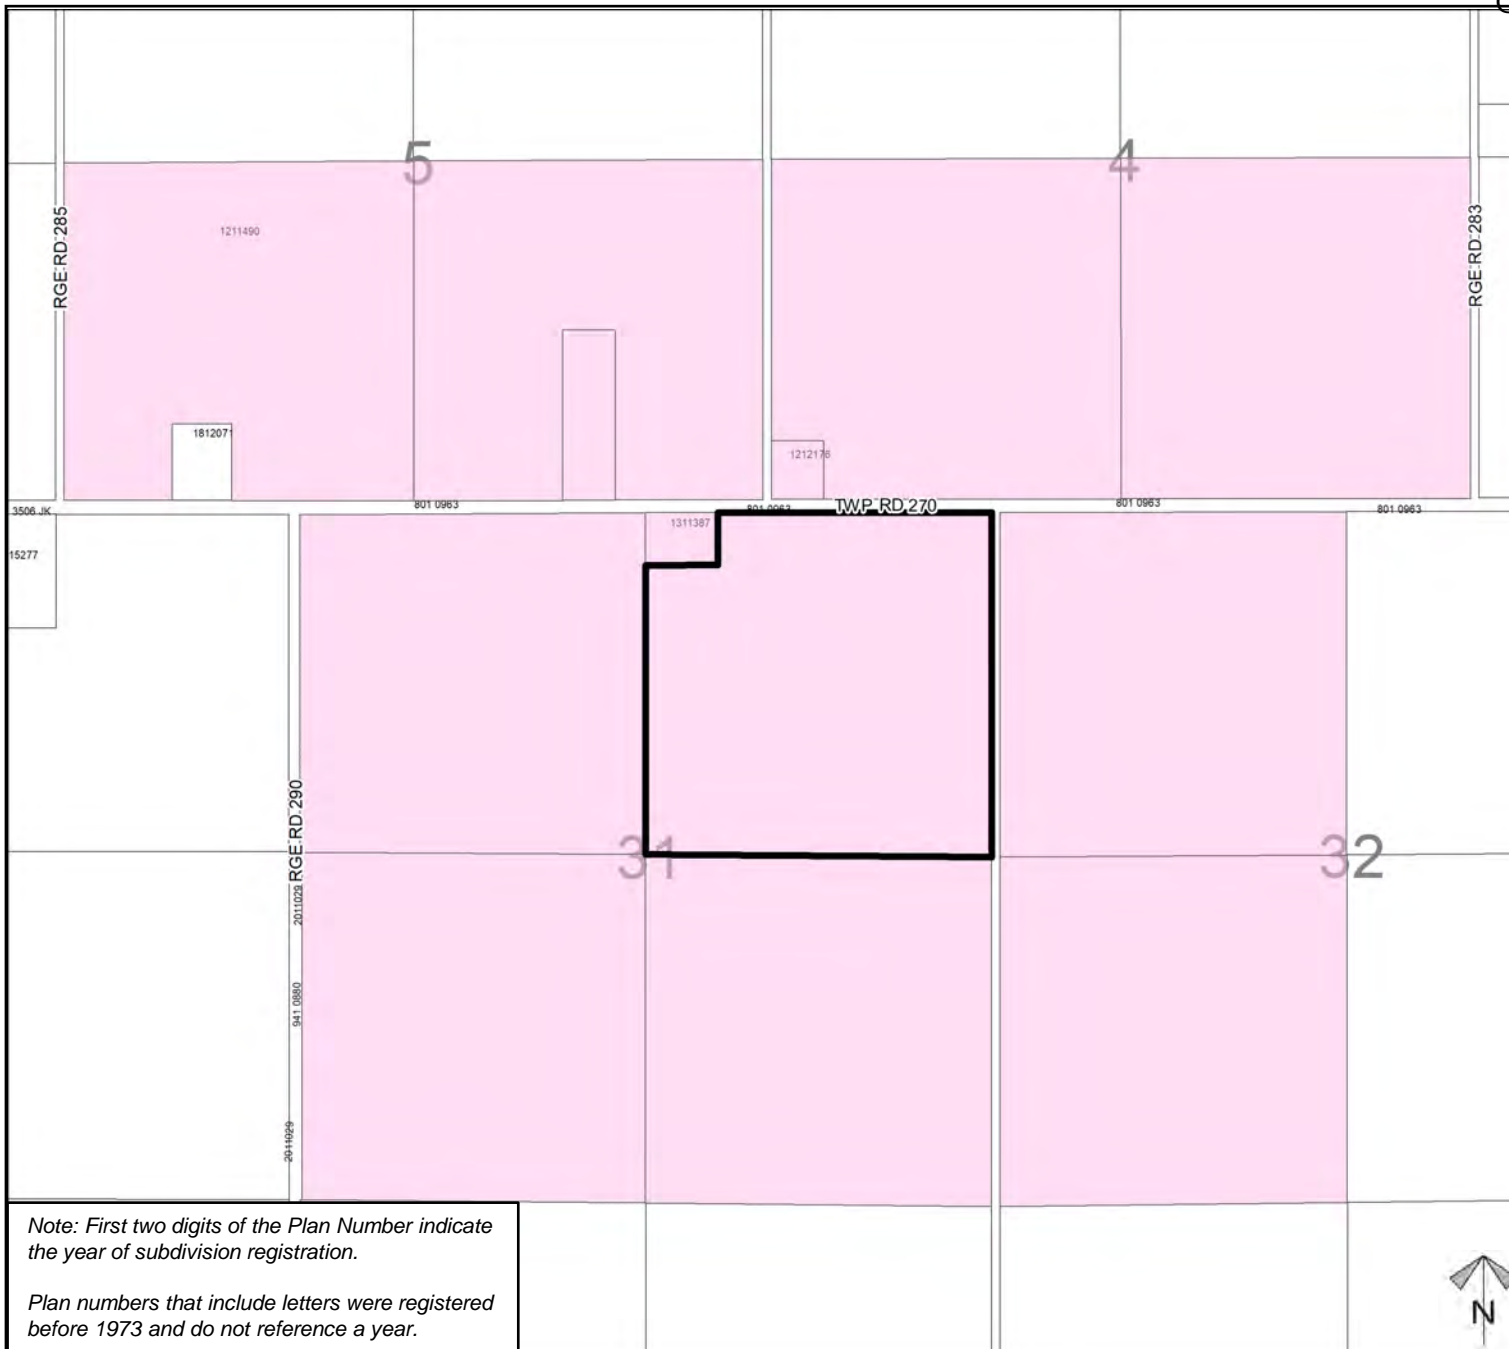 5
4
RGE RD 285
RGE RD 283
1211490
1812071
1212176
801 0963
TWP RD 270
801 0963
801 0963
801 0963
3506 JK
1311387
15277
RGE RD 290
31
32
2011029
941 0880
2011029
Note: First two digits of the Plan Number indicate
the year of subdivision registration.
Plan numbers that include letters were registered
before 1973 and do not reference a year.
N